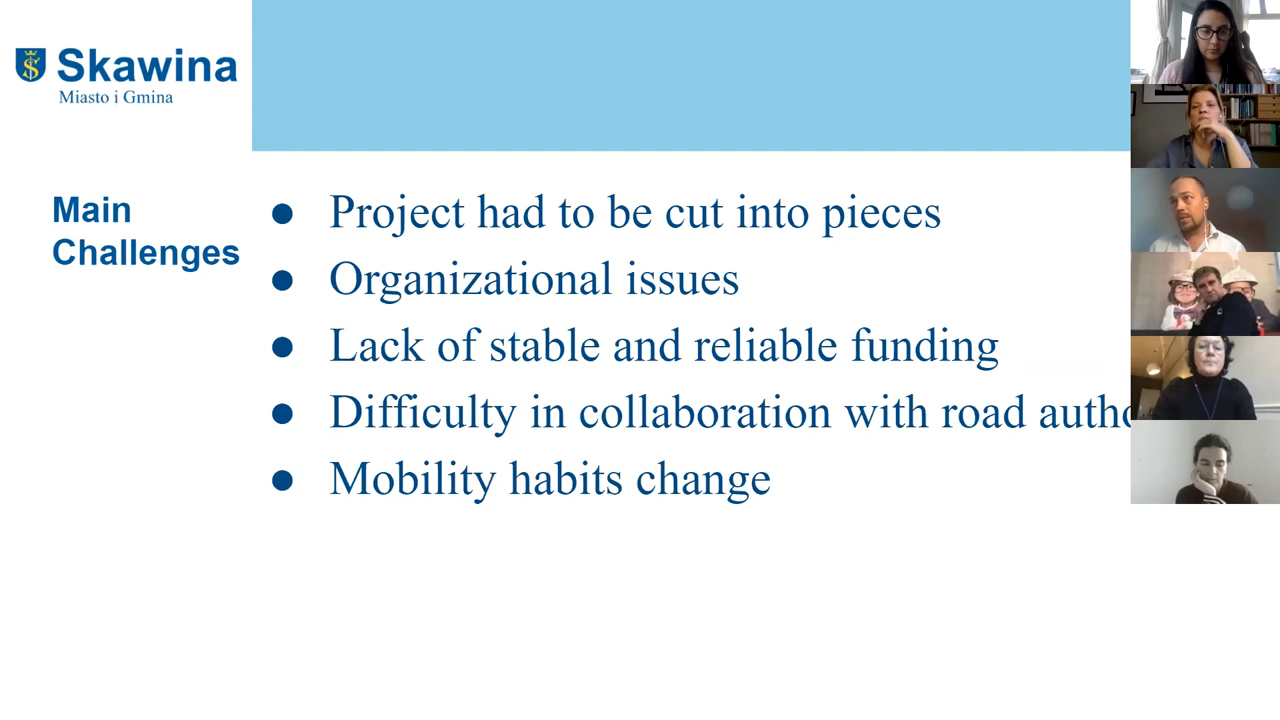 Skawina
Miasto i Gmina
Main
Challenges
● Project had to be cut into pieces
● Organizational issues
● Lack of stable and reliable funding
● Difficulty in collaboration with road
● Mobility habits change